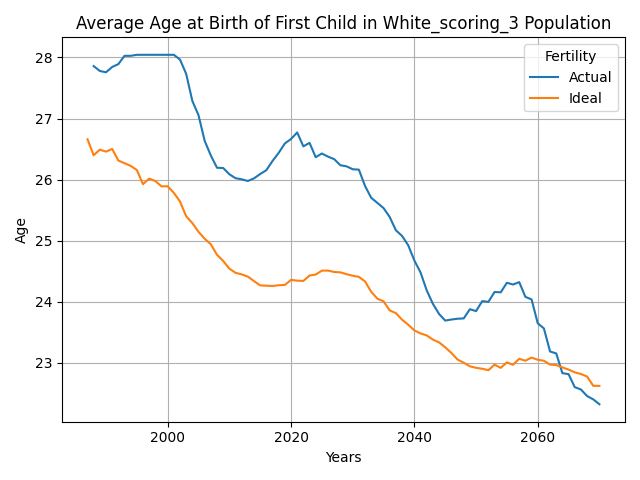 Average Age at Birth of First Child in White_scoring_3 Population
Fertility
Actual
Ideal
28
27
26
25
24
23
Age
2000
2020
2040
2060
Years